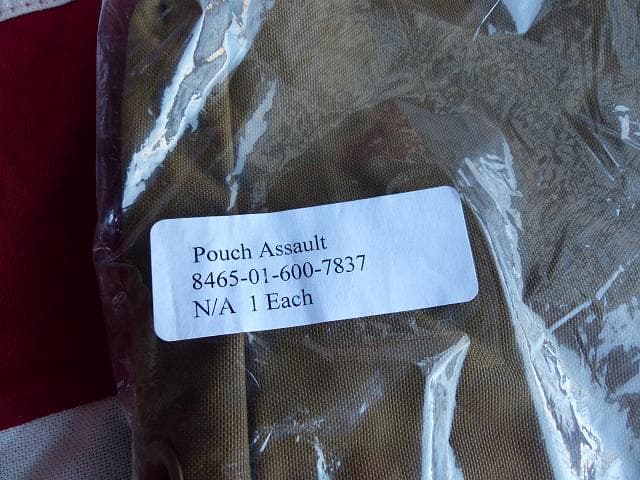 Pouch Assault
8465-01-600-7837
N/A 1 Each